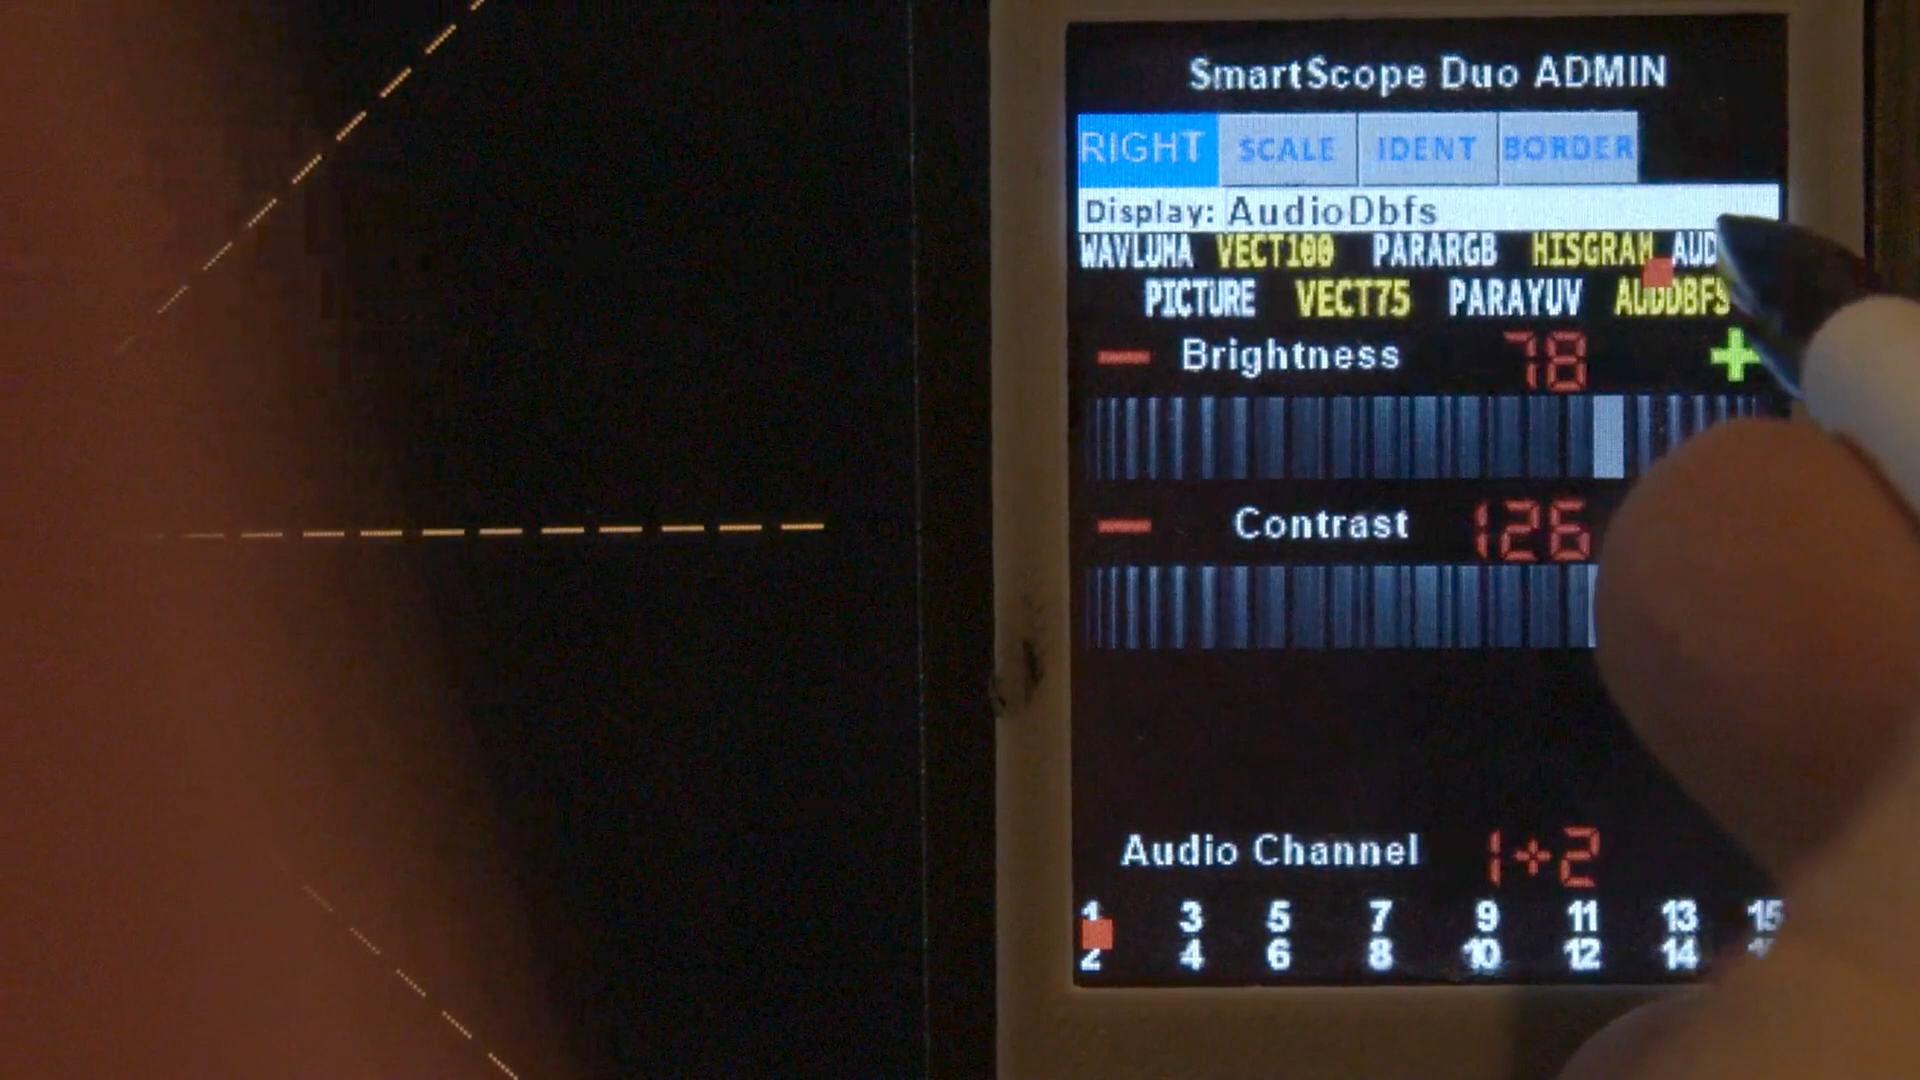 SmartScope Duo ADMIN
RIGHT SCALE IDENT BORDER
Display: AudioDbfs
WAVLUMA VECT100 PARARGB HISGRAM
PICTURE VECT75 PARAYUV AUDDBFS
− Brightness 78 +
− Contrast 126
Audio Channel 1+2
1 3 5 7 9 11 13 15
2 4 6 8 10 12 14